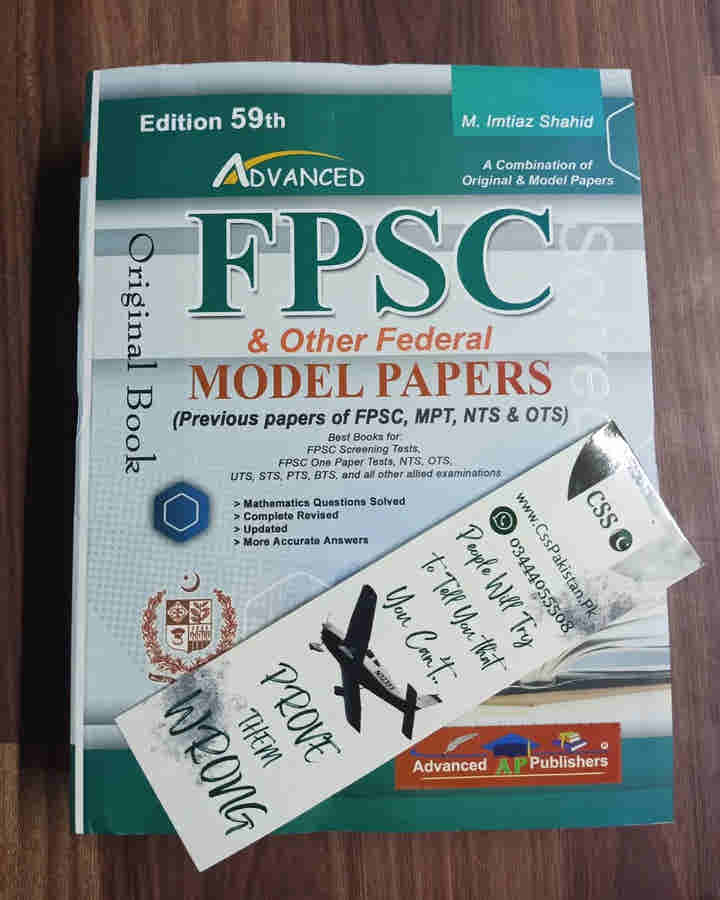 Edition 59th
M. Imtiaz Shahid
ADVANCED
A Combination of
Original & Model Papers
FPSC
& Other Federal
MODEL PAPERS
(Previous papers of FPSC, MPT, NTS & OTS)
Best Books for:
FPSC Screening Tests,
FPSC One Paper Tests, NTS, OTS,
UTS, STS, PTS, BTS, and all other allied examinations
> Mathematics Questions Solved
> Complete Revised
> Updated
> More Accurate Answers
Original Book
CSS
www.CssPakistan.Pk
03444055508
People Will Try
to Tell You that
You Can't..
PROVE
THEM
WRONG
Advanced AP Publishers